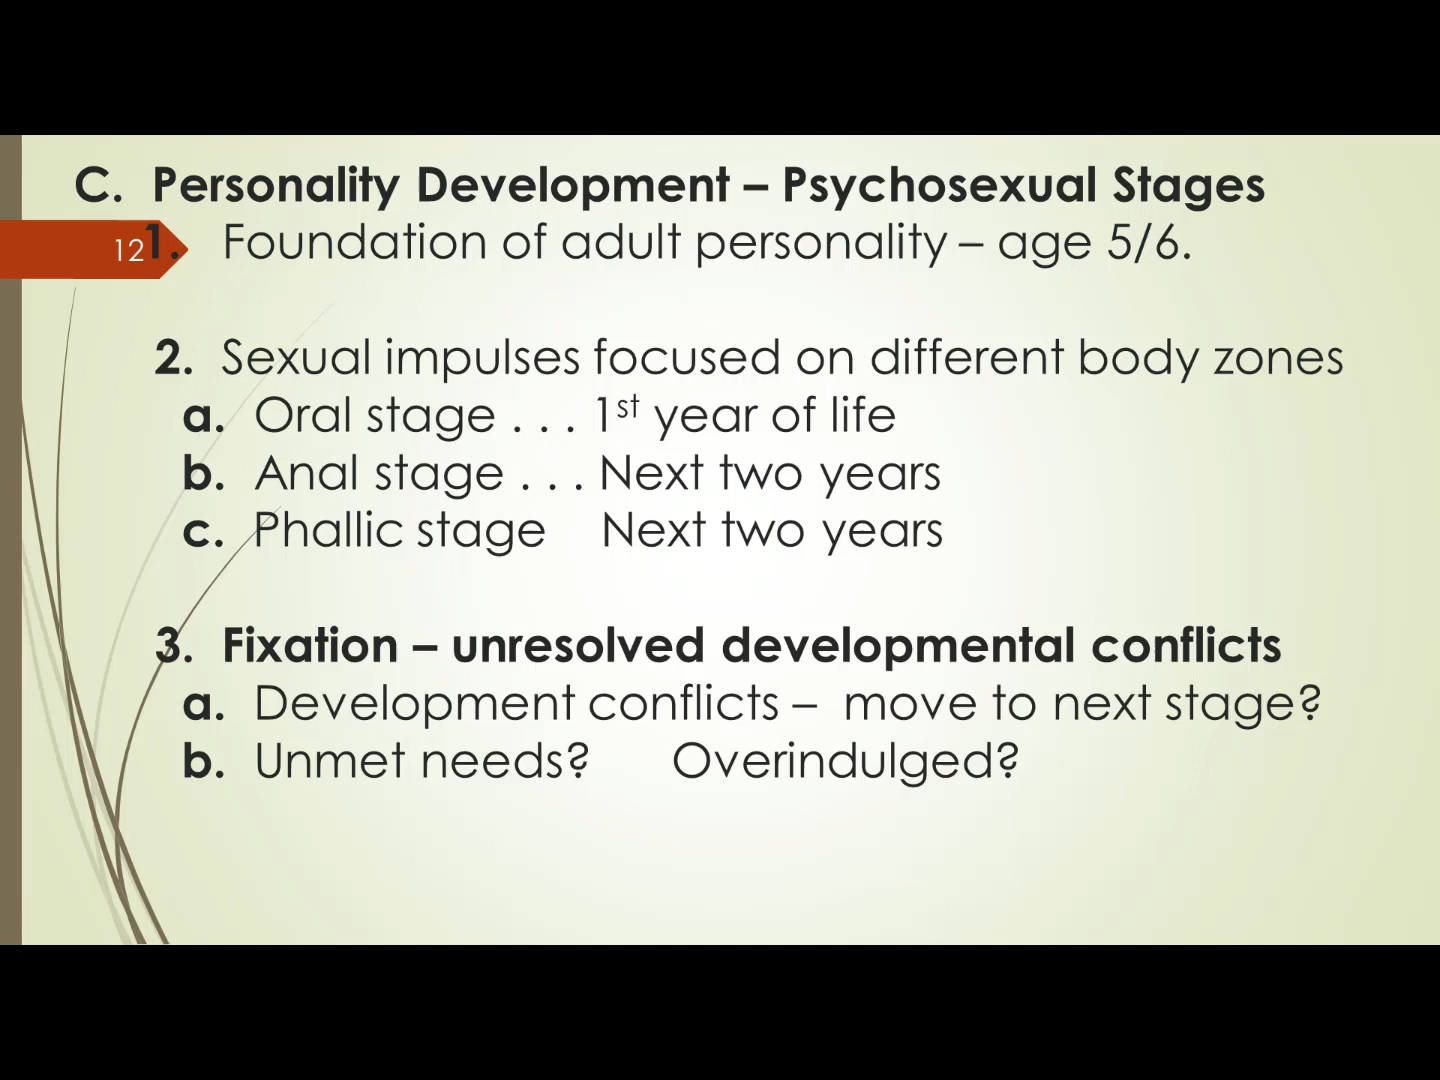 C. Personality Development – Psychosexual Stages
12
1. Foundation of adult personality – age 5/6.
2. Sexual impulses focused on different body zones
a. Oral stage . . . 1st year of life
b. Anal stage . . . Next two years
c. Phallic stage Next two years
3. Fixation – unresolved developmental conflicts
a. Development conflicts – move to next stage?
b. Unmet needs? Overindulged?